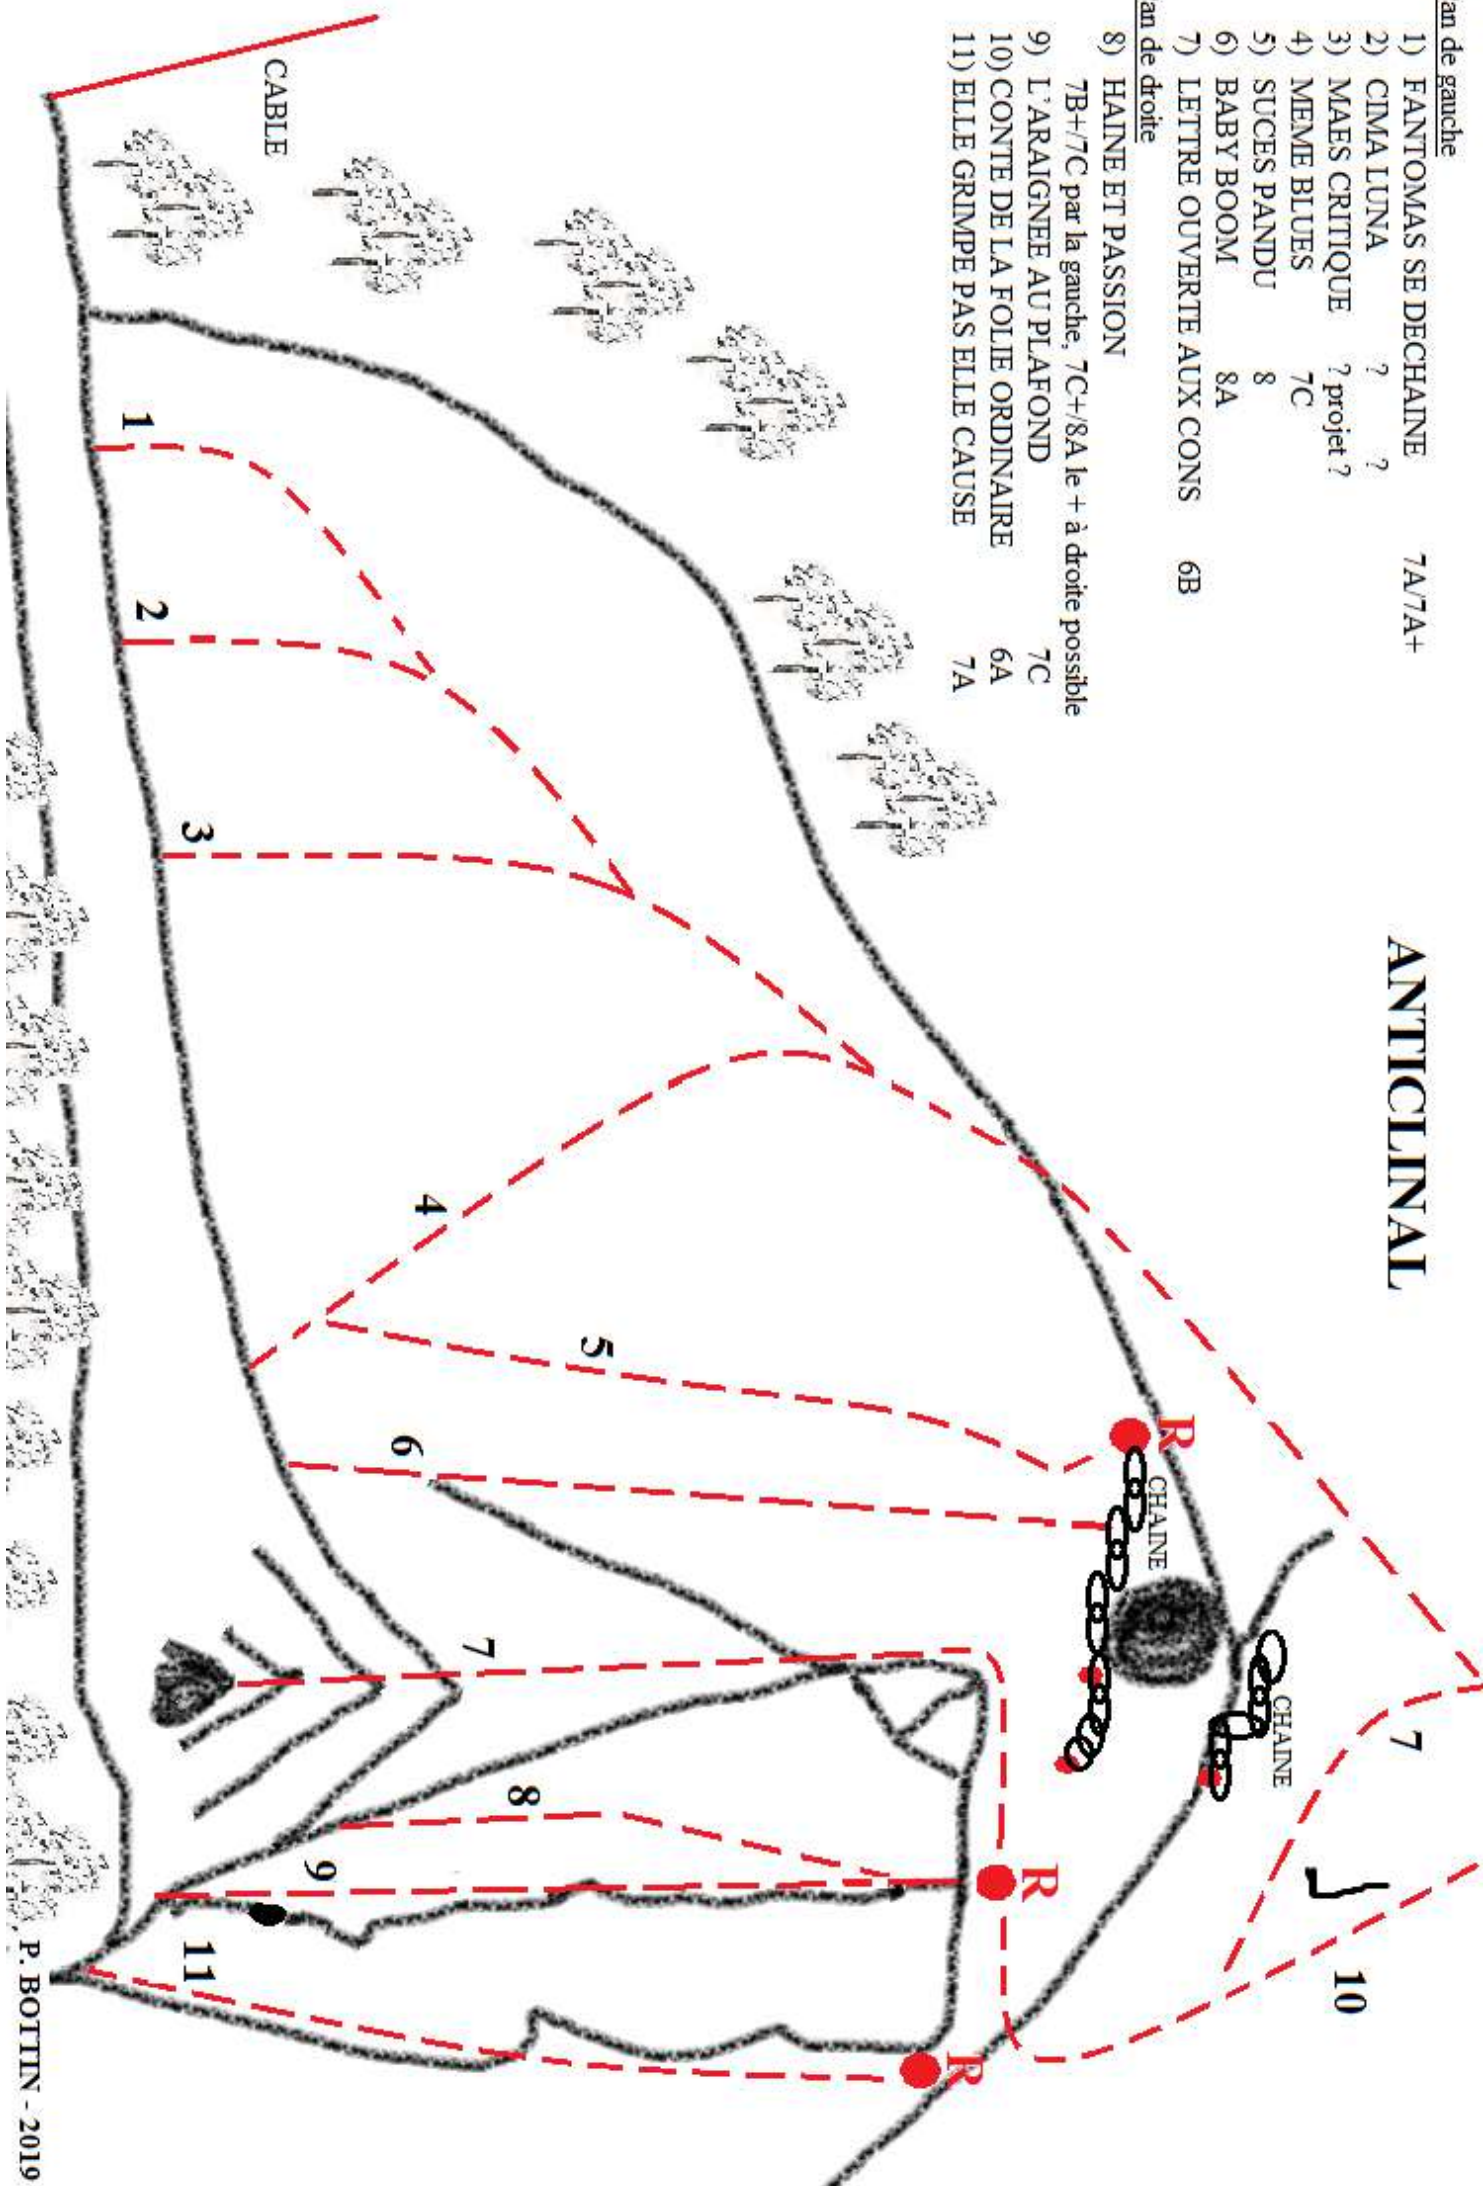 ANTICLINAL
an de gauche
1) FANTOMAS SE DECHAINE 7A/7A+
2) CIMA LUNA ? ?
3) MAES CRITIQUE ? projet ?
4) MEME BLUES 7C
5) SUCES PANDU 8
6) BABY BOOM 8A
7) LETTRE OUVERTE AUX CONS 6B
an de droite
8) HAINE ET PASSION
7B+/7C par la gauche, 7C+/8A le + à droite possible
9) L'ARAIGNEE AU PLAFOND 7C
10) CONTE DE LA FOLIE ORDINAIRE 6A
11) ELLE GRIMPE PAS ELLE CAUSE 7A
7
10
CHAINE
R
CHAINE
R
R
CABLE
1
2
3
4
5
6
7
8
9
11
P. BOTTIN - 2019